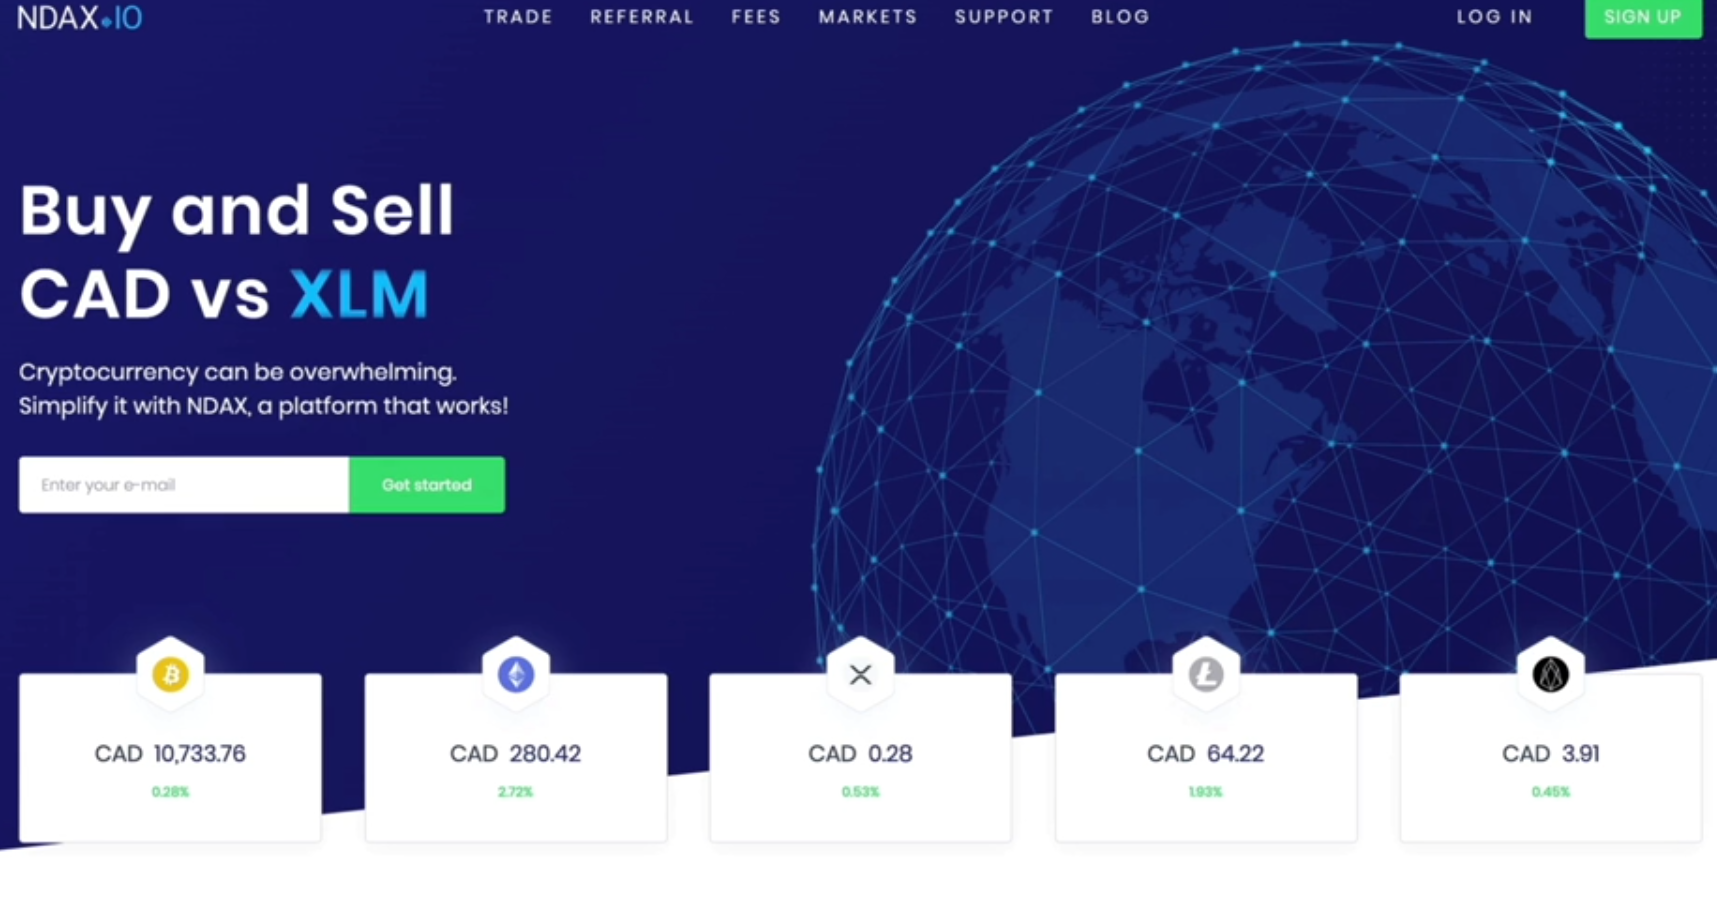 NDAX.IO
TRADE REFERRAL FEES MARKETS SUPPORT BLOG LOG IN SIGN UP
Buy and Sell
CAD vs XLM
Cryptocurrency can be overwhelming.
Simplify it with NDAX, a platform that works!
Enter your e-mail Get started
CAD 10,733.76
0.28%
CAD 280.42
2.72%
CAD 0.28
0.53%
CAD 64.22
1.93%
CAD 3.91
0.45%